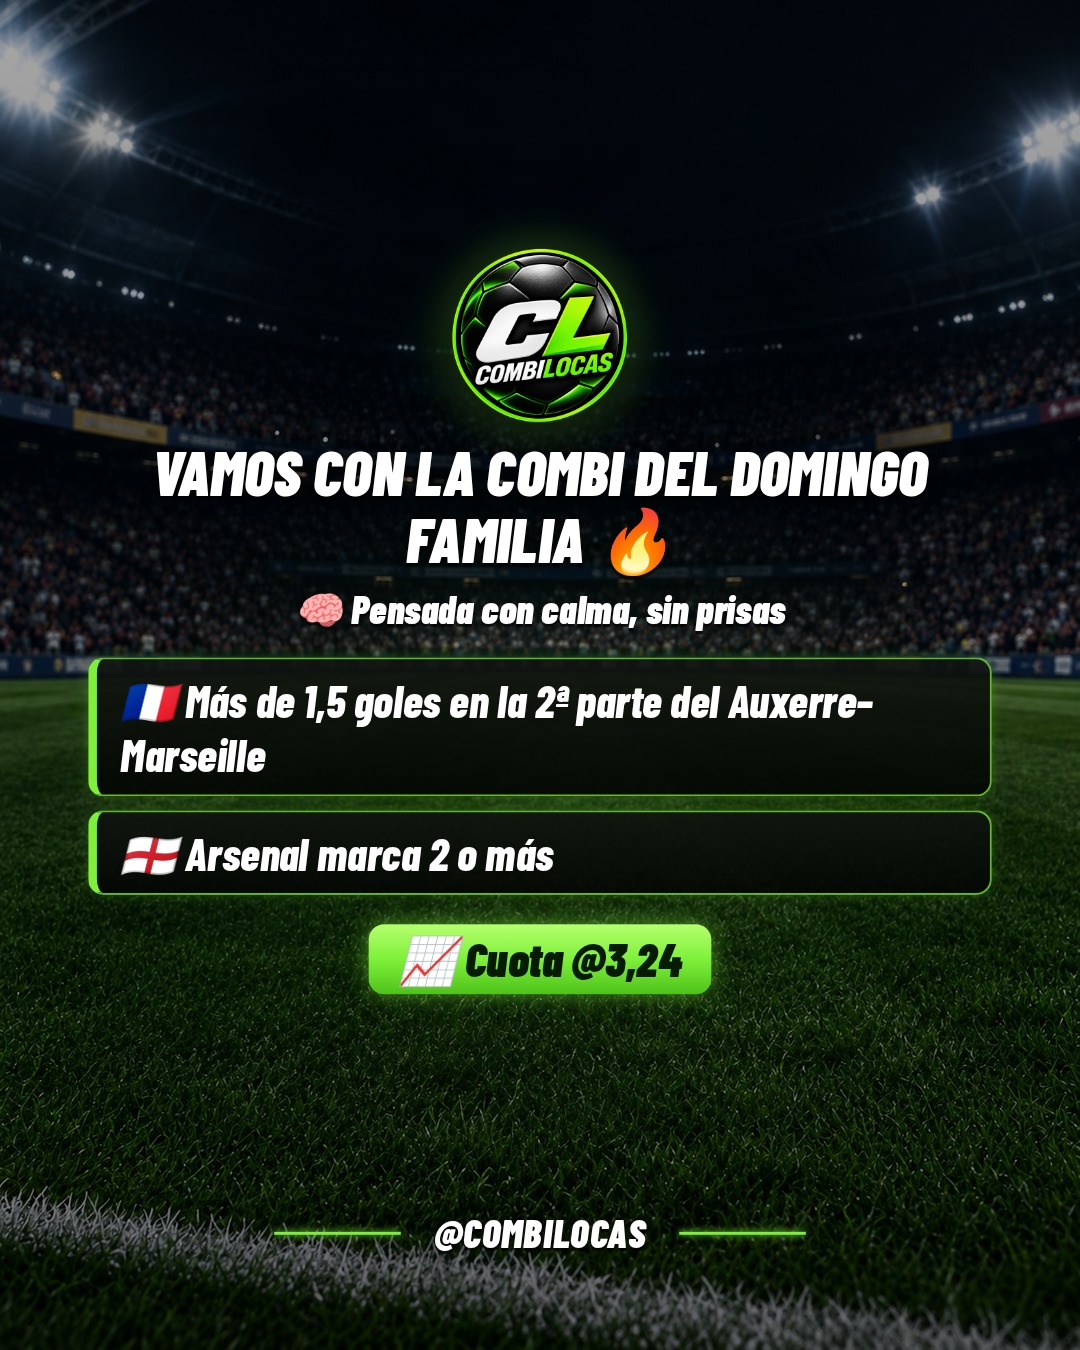 CL
COMBILOCAS
VAMOS CON LA COMBI DEL DOMINGO
FAMILIA 🔥
🧠 Pensada con calma, sin prisas
🇫🇷 Más de 1,5 goles en la 2ª parte del Auxerre-
Marseille
🏴󠁧󠁢󠁥󠁮󠁧󠁿 Arsenal marca 2 o más
📈 Cuota @3,24
@COMBILOCAS